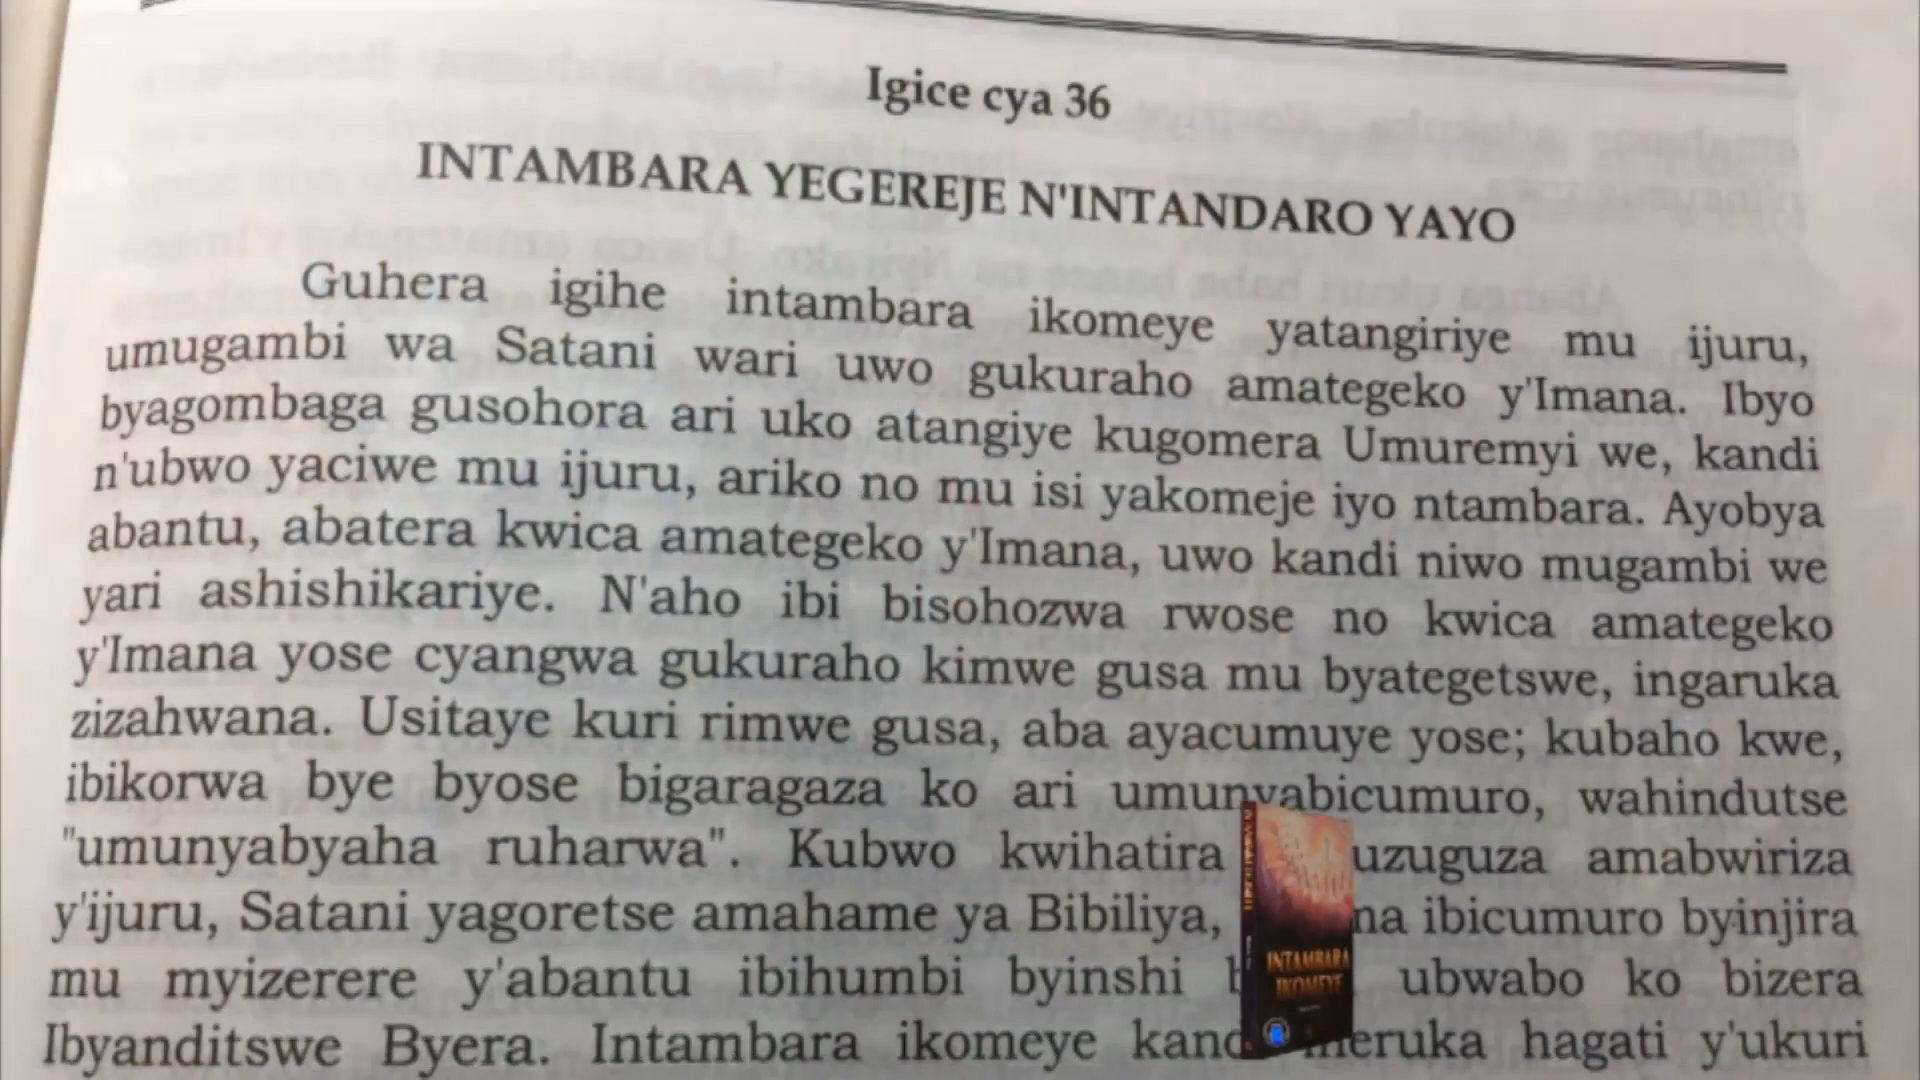 Igice cya 36
INTAMBARA YEGEREJE N'INTANDARO YAYO
Guhera igihe intambara ikomeye yatangiriye mu ijuru,
umugambi wa Satani wari uwo gukuraho amategeko y'Imana. Ibyo
byagombaga gusohora ari uko atangiye kugomera Umuremyi we, kandi
n'ubwo yaciwe mu ijuru, ariko no mu isi yakomeje iyo ntambara. Ayobya
abantu, abatera kwica amategeko y'Imana, uwo kandi niwo mugambi we
yari ashishikariye. N'aho ibi bisohozwa rwose no kwica amategeko
y'Imana yose cyangwa gukuraho kimwe gusa mu byategetswe, ingaruka
zizahwana. Usitaye kuri rimwe gusa, aba ayacumuye yose; kubaho kwe,
ibikorwa bye byose bigaragaza ko ari umunyabicumuro, wahindutse
"umunyabyaha ruharwa". Kubwo kwihatira uzuguza amabwiriza
y'ijuru, Satani yagoretse amahame ya Bibiliya, ibicumuro byinjira
mu myizerere y'abantu ibihumbi byinshi ubwabo ko bizera
Ibyanditswe Byera. Intambara ikomeye hagati y'ukuri
INTAMBARA
IKOMEYE